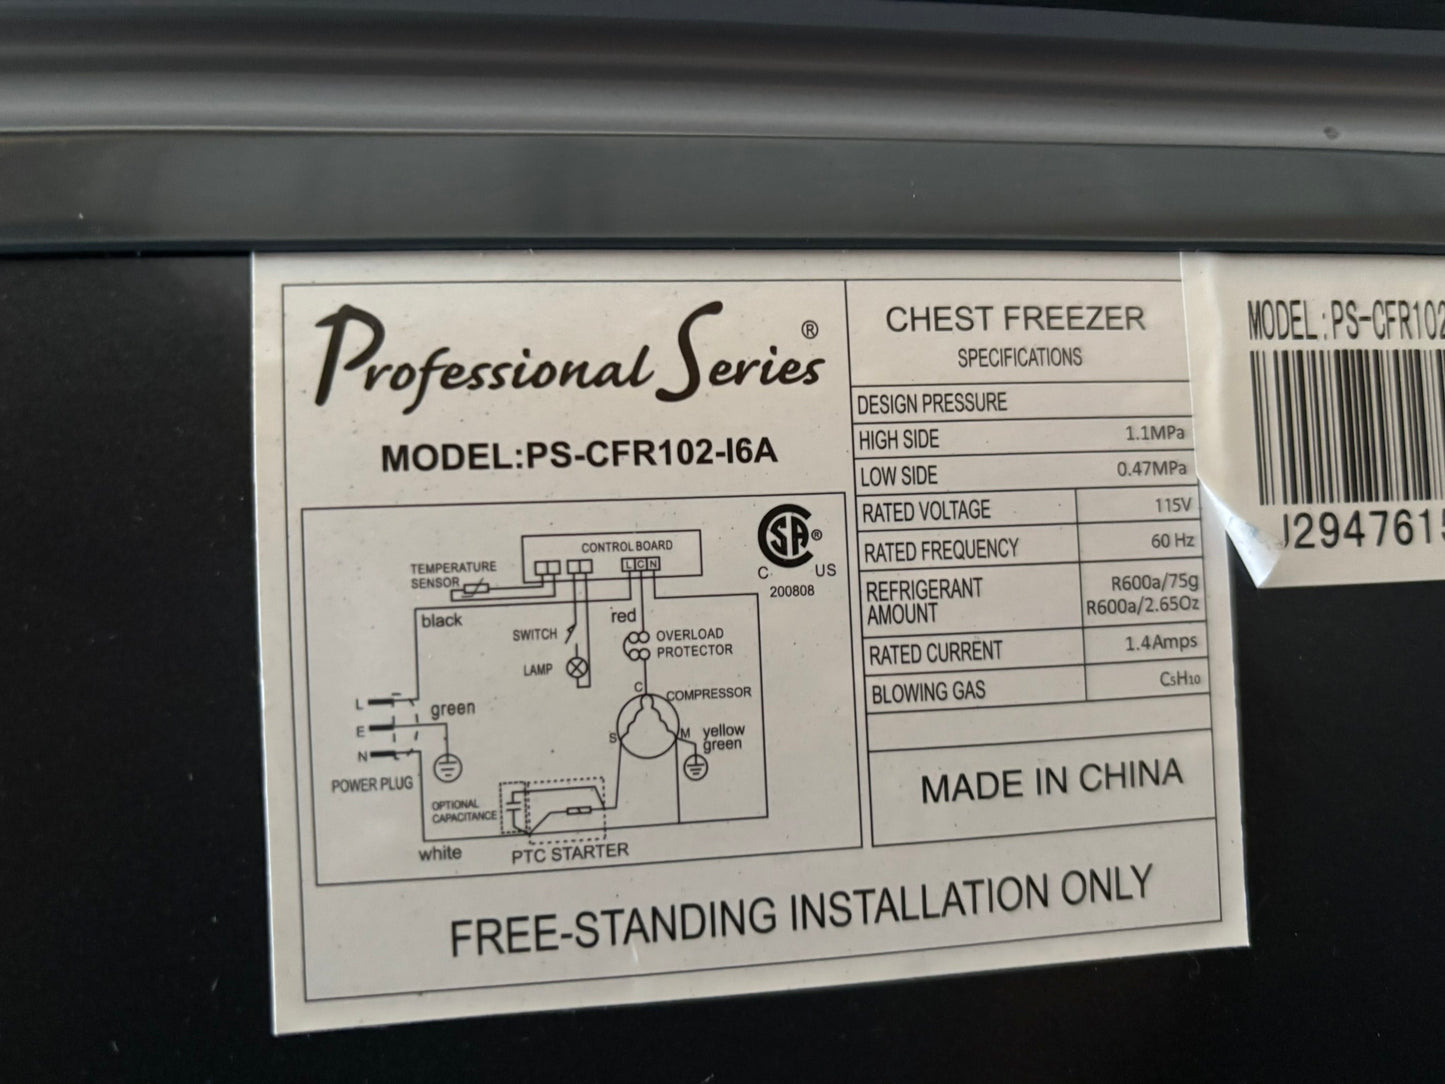 Professional Series®
MODEL:PS-CFR102-I6A
CONTROL BOARD
TEMPERATURE
SENSOR
L C N
black
red
SWITCH
OVERLOAD
PROTECTOR
LAMP
C
COMPRESSOR
S
M
yellow
green
L
green
E
N
POWER PLUG
OPTIONAL
CAPACITANCE
white
PTC STARTER
CSA®
C US
200808
CHEST FREEZER
SPECIFICATIONS
DESIGN PRESSURE
HIGH SIDE 1.1MPa
LOW SIDE 0.47MPa
RATED VOLTAGE 115V
RATED FREQUENCY 60 Hz
REFRIGERANT AMOUNT R600a/75g
R600a/2.65Oz
RATED CURRENT 1.4Amps
BLOWING GAS C₅H₁₀
MADE IN CHINA
FREE-STANDING INSTALLATION ONLY
MODEL:PS-CFR102
J2947615